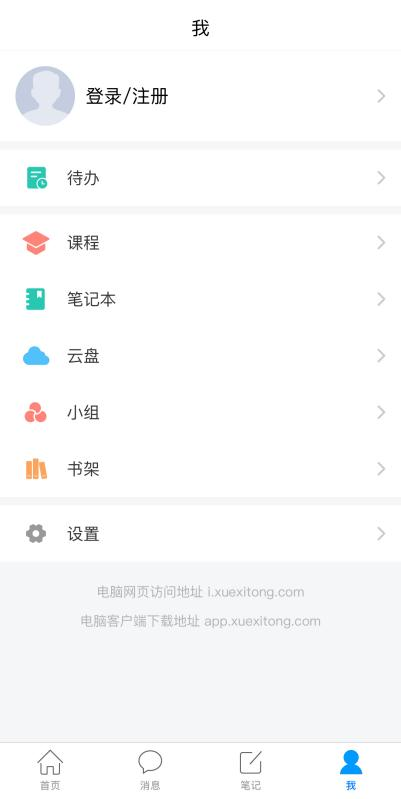 我
登录/注册
待办
课程
笔记本
云盘
小组
书架
设置
电脑网页访问地址 i.xuexitong.com
电脑客户端下载地址 app.xuexitong.com
首页
消息
笔记
我